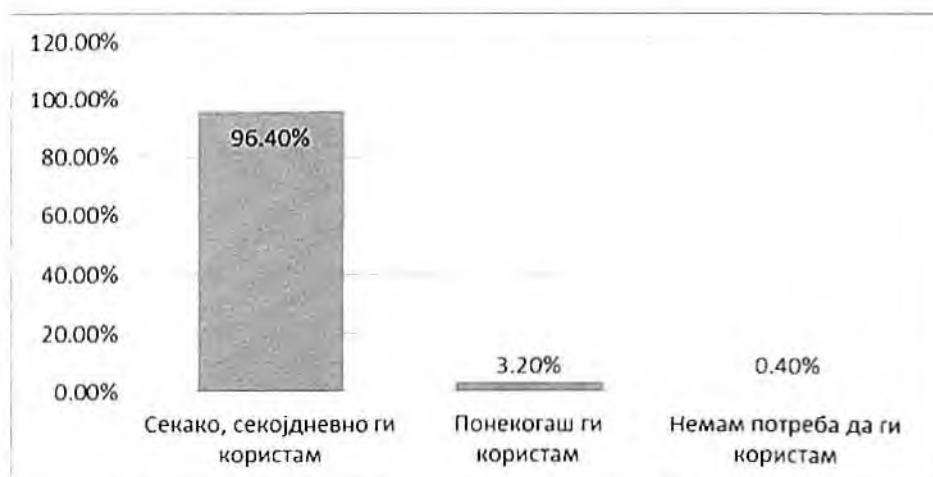 120.00%
100.00%
80.00%
60.00%
40.00%
20.00%
0.00%
96.40%
3.20%
0.40%
Секако, секојдневно ги
користам
Понекогаш ги
користам
Немам потреба да ги
користам